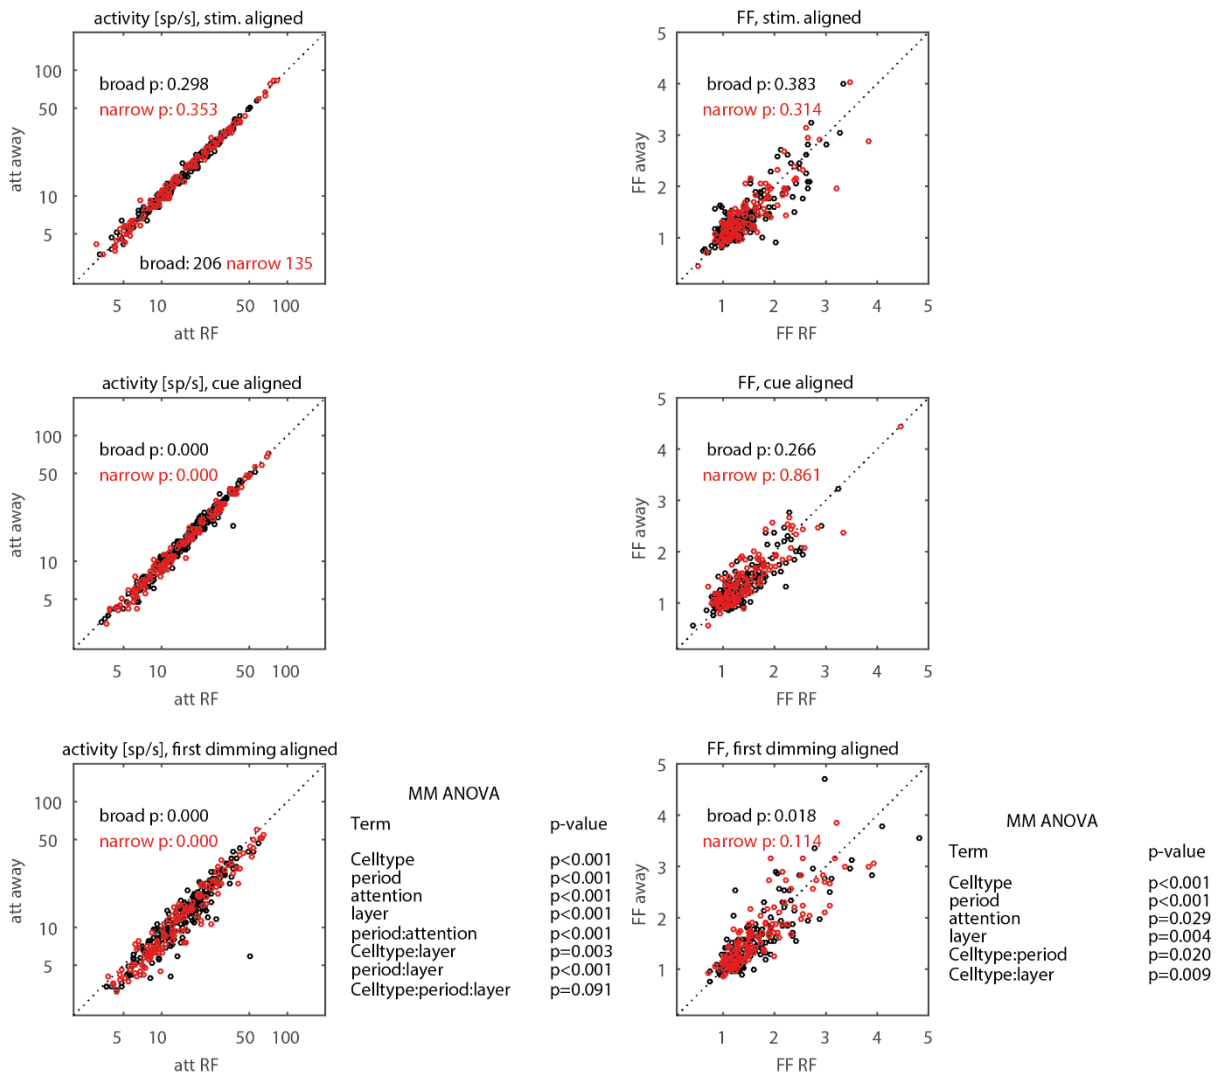 activity [sp/s], stim. aligned
100
50
10
5
att away
broad p: 0.298
narrow p: 0.353
broad: 206 narrow 135
5 10 50 100
att RF
FF, stim. aligned
5
4
3
2
1
FF away
broad p: 0.383
narrow p: 0.314
1 2 3 4 5
FF RF
activity [sp/s], cue aligned
100
50
10
5
att away
broad p: 0.000
narrow p: 0.000
5 10 50 100
att RF
FF, cue aligned
5
4
3
2
1
FF away
broad p: 0.266
narrow p: 0.861
1 2 3 4 5
FF RF
activity [sp/s], first dimming aligned
100
50
10
5
att away
broad p: 0.000
narrow p: 0.000
5 10 50 100
att RF
MM ANOVA
Term p-value
Celltype p<0.001
period p<0.001
attention p<0.001
layer p<0.001
period:attention p<0.001
Celltype:layer p=0.003
period:layer p<0.001
Celltype:period:layer p=0.091
FF, first dimming aligned
5
4
3
2
1
FF away
broad p: 0.018
narrow p: 0.114
1 2 3 4 5
FF RF
MM ANOVA
Term p-value
Celltype p<0.001
period p<0.001
attention p=0.029
layer p=0.004
Celltype:period p=0.020
Celltype:layer p=0.009